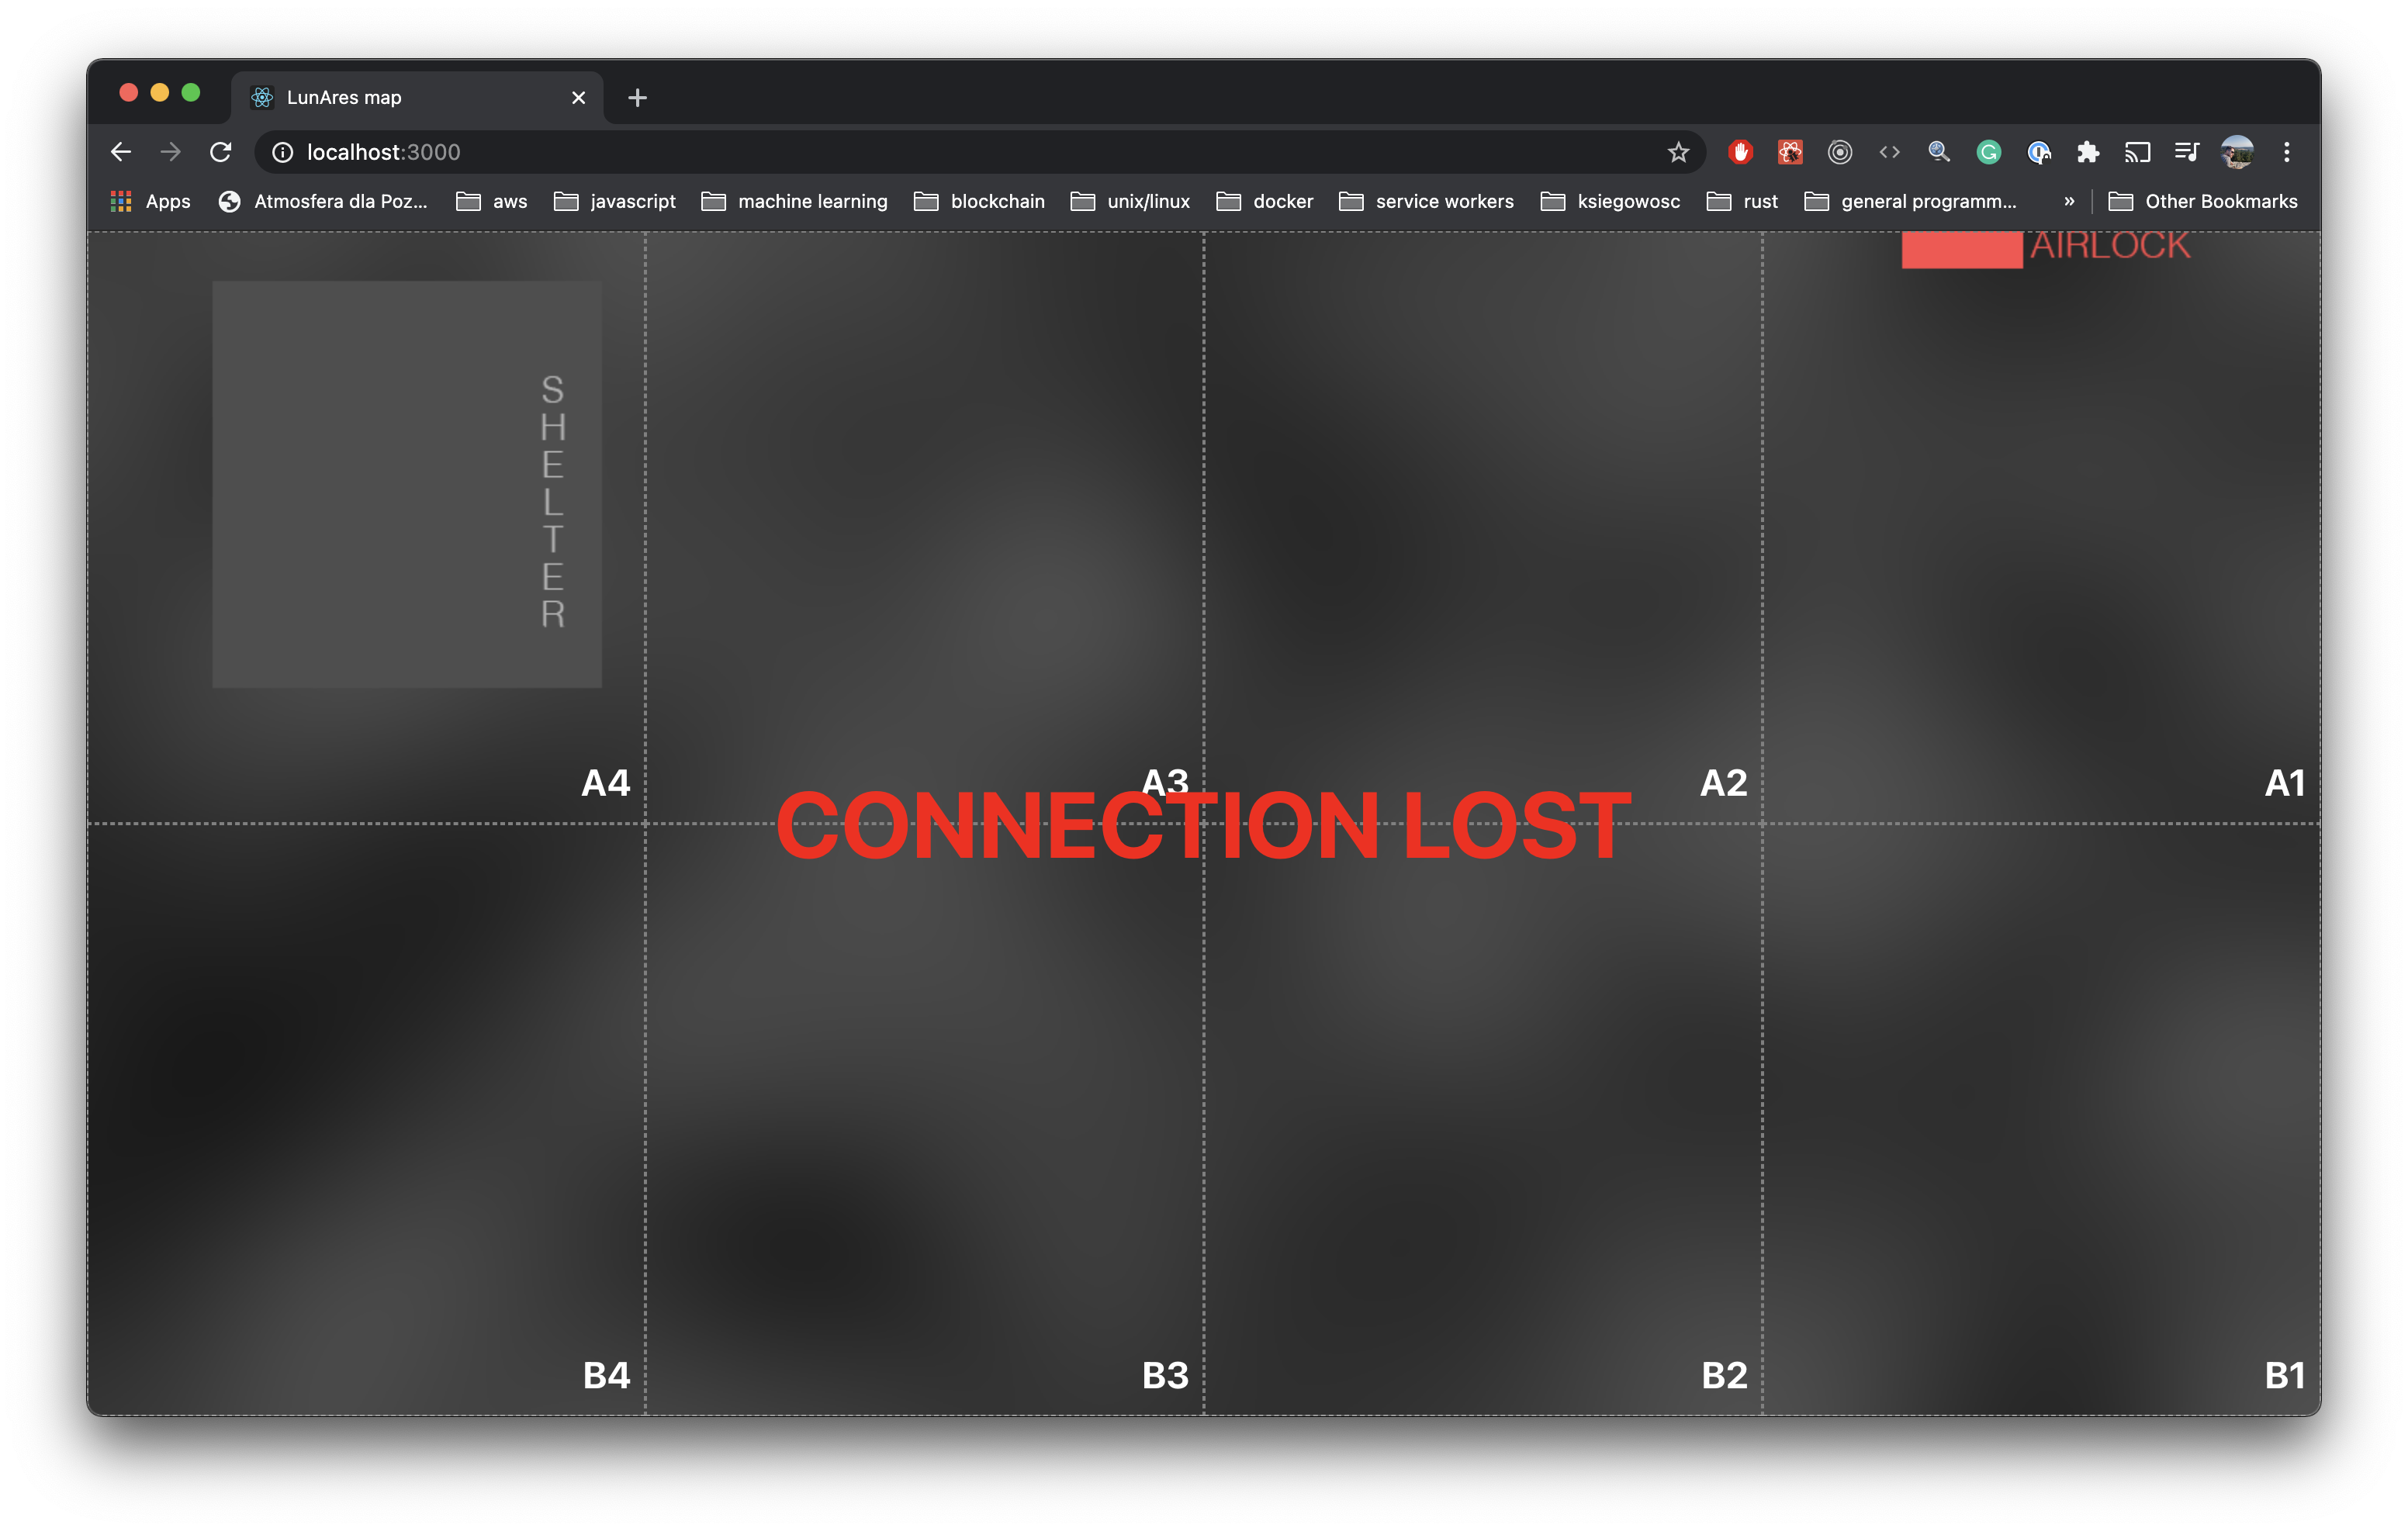 LunAres map
localhost:3000
Apps Atmosfera dla Poz... aws javascript machine learning blockchain unix/linux docker service workers ksiegowosc rust general programm... » Other Bookmarks
AIRLOCK
S
H
E
L
T
E
R
A4 A3 A2 A1
CONNECTION LOST
B4 B3 B2 B1